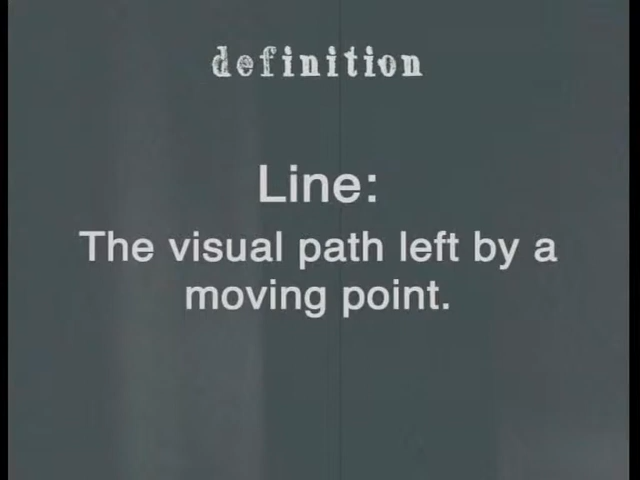 definition
Line:
The visual path left by a
moving point.